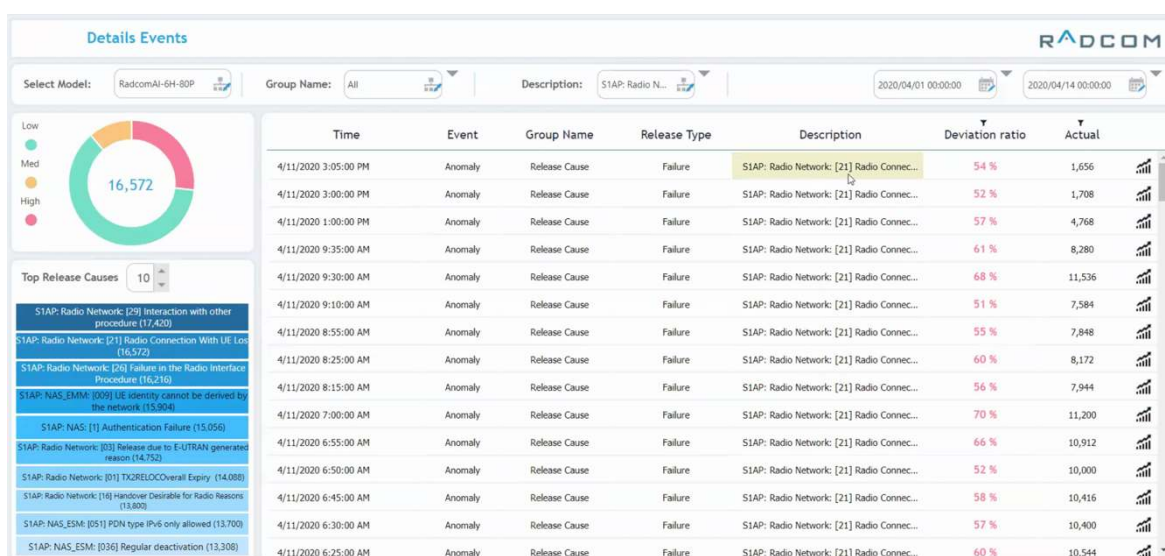 Details Events
RADCOM
Select Model:
RadcomAI-6H-80P
Group Name:
All
Description:
S1AP: Radio N...
2020/04/01 00:00:00
2020/04/14 00:00:00
Low
Med
High
16,572
Top Release Causes
10
S1AP: Radio Network: [29] Interaction with other
procedure (17,420)
S1AP: Radio Network: [21] Radio Connection With UE Los
(16,572)
S1AP: Radio Network: [26] Failure in the Radio Interface
Procedure (16,216)
S1AP: NAS_EMM: [009] UE identity cannot be derived by
the network (15,904)
S1AP: NAS: [1] Authentication Failure (15,056)
S1AP: Radio Network: [03] Release due to E-UTRAN generated
reason (14,752)
S1AP: Radio Network: [01] TX2RELOCOverall Expiry (14,088)
S1AP: Radio Network: [16] Handover Desirable for Radio Reasons
(13,800)
S1AP: NAS_ESM: [051] PDN type IPv6 only allowed (13,700)
S1AP: NAS_ESM: [036] Regular deactivation (13,308)
Time Event Group Name Release Type Description Deviation ratio Actual
4/11/2020 3:05:00 PM Anomaly Release Cause Failure S1AP: Radio Network: [21] Radio Connec... 54 % 1,656
4/11/2020 3:00:00 PM Anomaly Release Cause Failure S1AP: Radio Network: [21] Radio Connec... 52 % 1,708
4/11/2020 1:00:00 PM Anomaly Release Cause Failure S1AP: Radio Network: [21] Radio Connec... 57 % 4,768
4/11/2020 9:35:00 AM Anomaly Release Cause Failure S1AP: Radio Network: [21] Radio Connec... 61 % 8,280
4/11/2020 9:30:00 AM Anomaly Release Cause Failure S1AP: Radio Network: [21] Radio Connec... 68 % 11,536
4/11/2020 9:10:00 AM Anomaly Release Cause Failure S1AP: Radio Network: [21] Radio Connec... 51 % 7,584
4/11/2020 8:55:00 AM Anomaly Release Cause Failure S1AP: Radio Network: [21] Radio Connec... 55 % 7,848
4/11/2020 8:25:00 AM Anomaly Release Cause Failure S1AP: Radio Network: [21] Radio Connec... 60 % 8,172
4/11/2020 8:15:00 AM Anomaly Release Cause Failure S1AP: Radio Network: [21] Radio Connec... 56 % 7,944
4/11/2020 7:00:00 AM Anomaly Release Cause Failure S1AP: Radio Network: [21] Radio Connec... 70 % 11,200
4/11/2020 6:55:00 AM Anomaly Release Cause Failure S1AP: Radio Network: [21] Radio Connec... 66 % 10,912
4/11/2020 6:50:00 AM Anomaly Release Cause Failure S1AP: Radio Network: [21] Radio Connec... 52 % 10,000
4/11/2020 6:45:00 AM Anomaly Release Cause Failure S1AP: Radio Network: [21] Radio Connec... 58 % 10,416
4/11/2020 6:30:00 AM Anomaly Release Cause Failure S1AP: Radio Network: [21] Radio Connec... 57 % 10,400
4/11/2020 6:25:00 AM Anomaly Release Cause Failure S1AP: Radio Network: [21] Radio Connec... 60 % 10,544